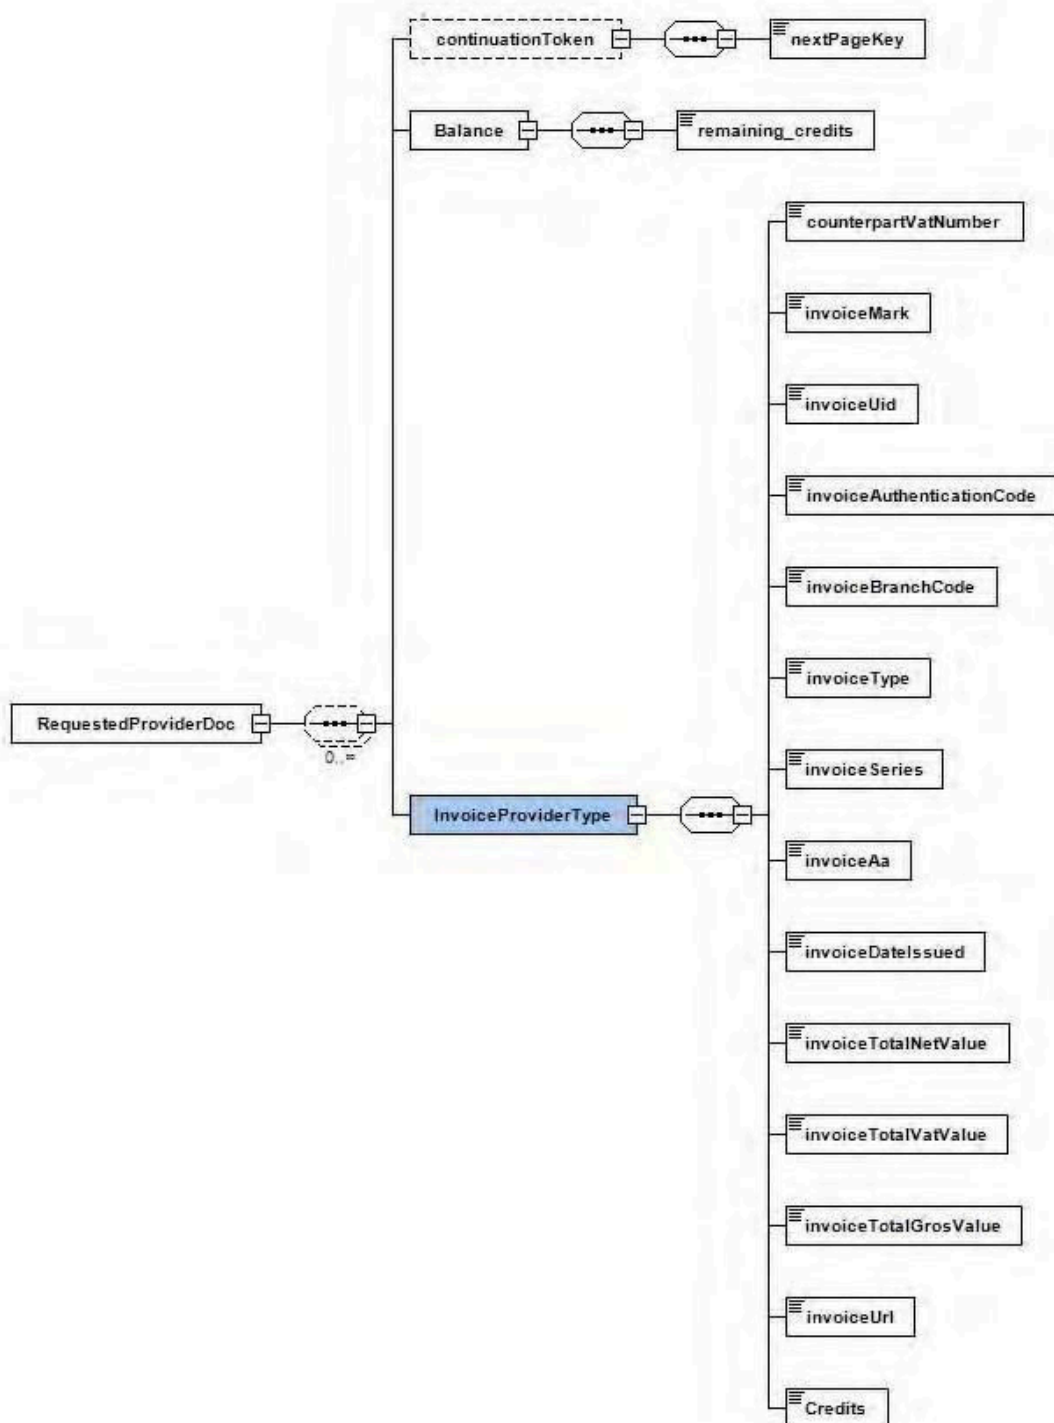 continuationToken
nextPageKey
Balance
remaining_credits
counterpartVatNumber
invoiceMark
invoiceUid
invoiceAuthenticationCode
invoiceBranchCode
invoiceType
RequestedProviderDoc
0..∞
invoiceSeries
InvoiceProviderType
invoiceAa
invoiceDateIssued
invoiceTotalNetValue
invoiceTotalVatValue
invoiceTotalGrosValue
invoiceUrl
Credits